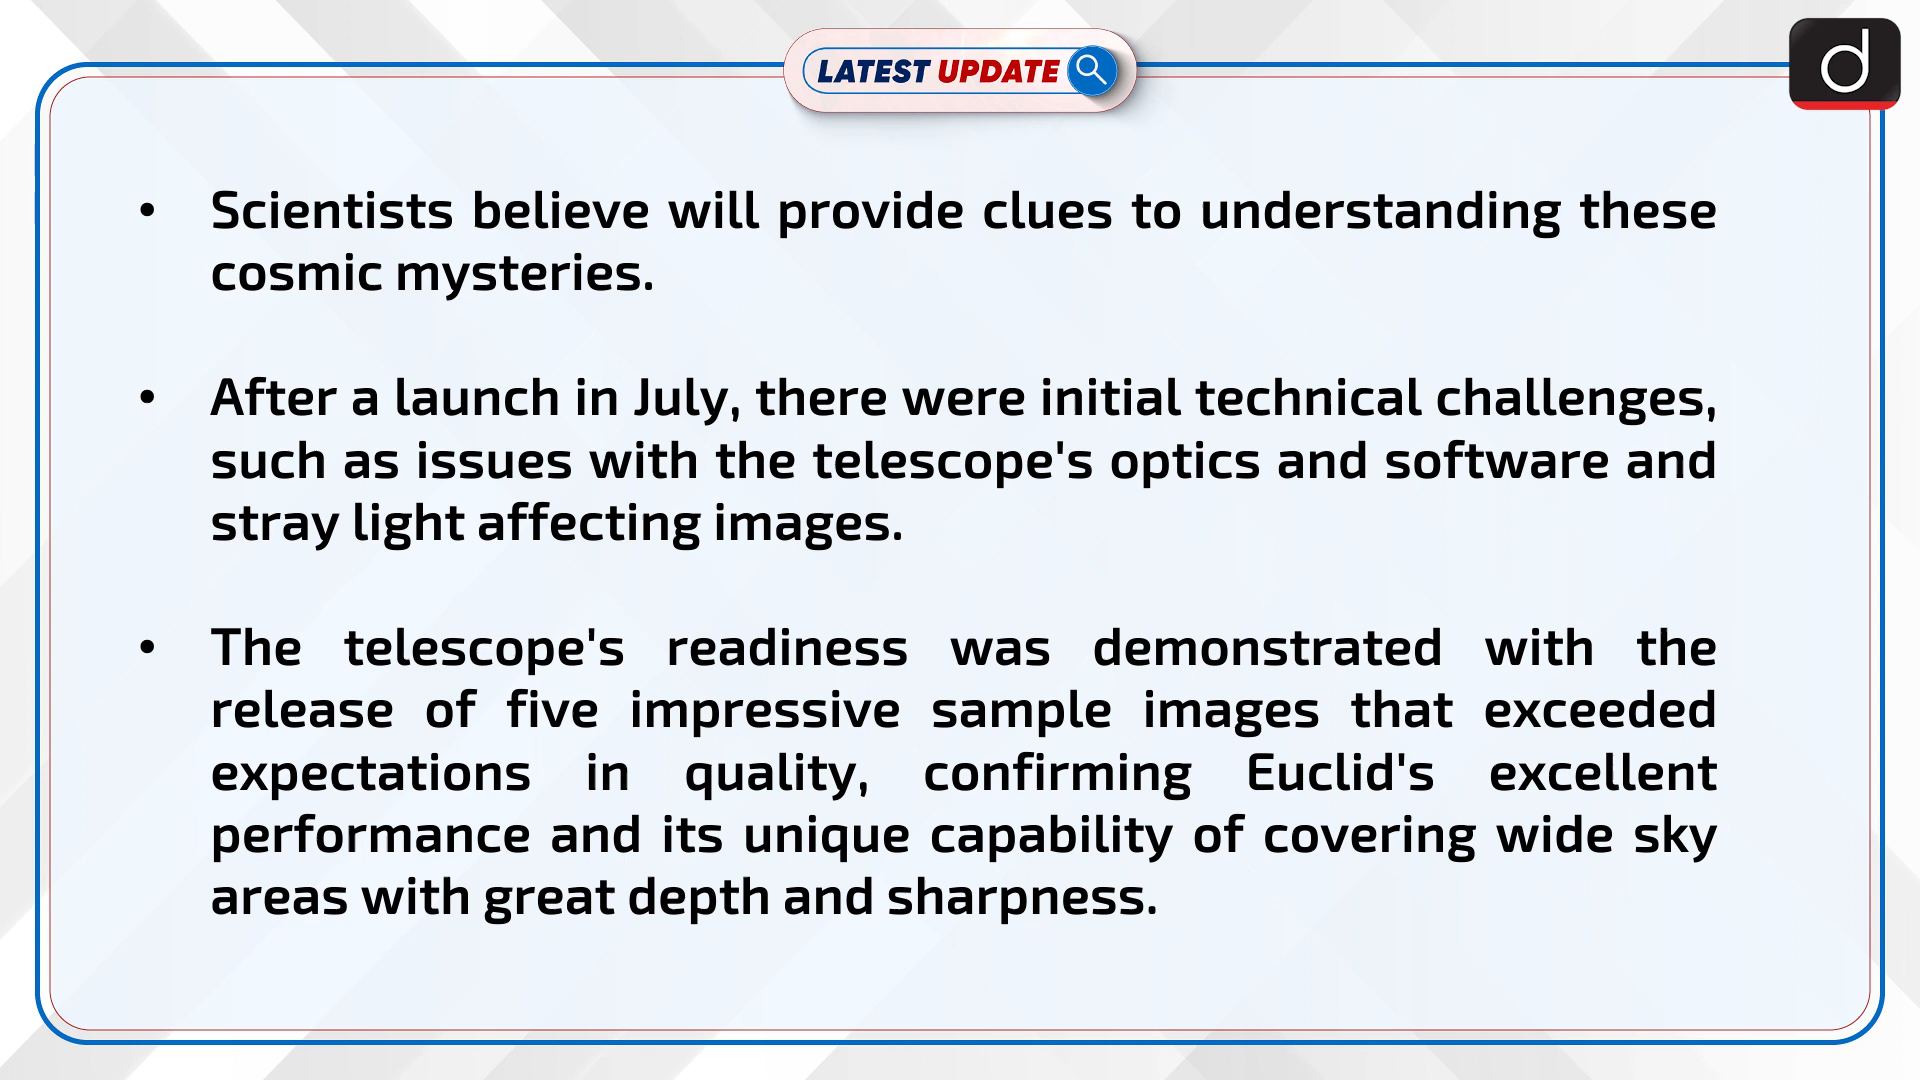 LATEST UPDATE
d
• Scientists believe will provide clues to understanding these
cosmic mysteries.
• After a launch in July, there were initial technical challenges,
such as issues with the telescope's optics and software and
stray light affecting images.
• The telescope's readiness was demonstrated with the
release of five impressive sample images that exceeded
expectations in quality, confirming Euclid's excellent
performance and its unique capability of covering wide sky
areas with great depth and sharpness.